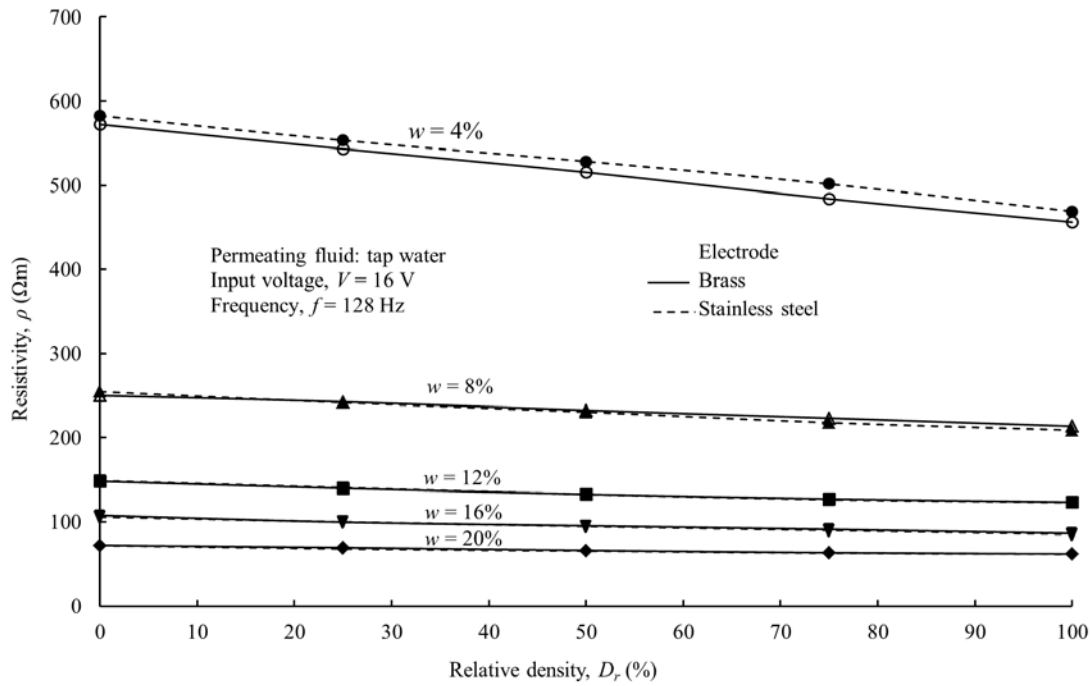 700
600
500
400
300
200
100
0
Resistivity, ρ (Ωm)
w = 4%
Permeating fluid: tap water
Input voltage, V = 16 V
Frequency, f = 128 Hz
Electrode
Brass
Stainless steel
w = 8%
w = 12%
w = 16%
w = 20%
0 10 20 30 40 50 60 70 80 90 100
Relative density, Dr (%)